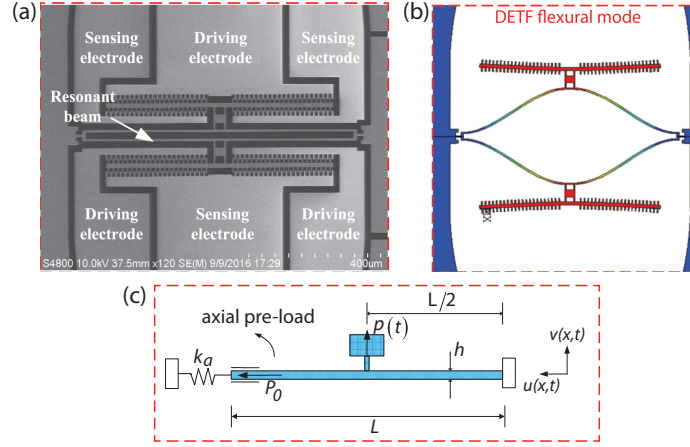 (a)
Sensing
electrode
Driving
electrode
Sensing
electrode
Resonant
beam
Driving
electrode
Sensing
electrode
Driving
electrode
S4800 10.0kV 37.5mm x120 SE(M) 9/9/2016 17:29
400um
(b)
DETF flexural mode
(c)
axial pre-load
L/2
p(t)
h
v(x,t)
k_a
P_0
u(x,t)
L